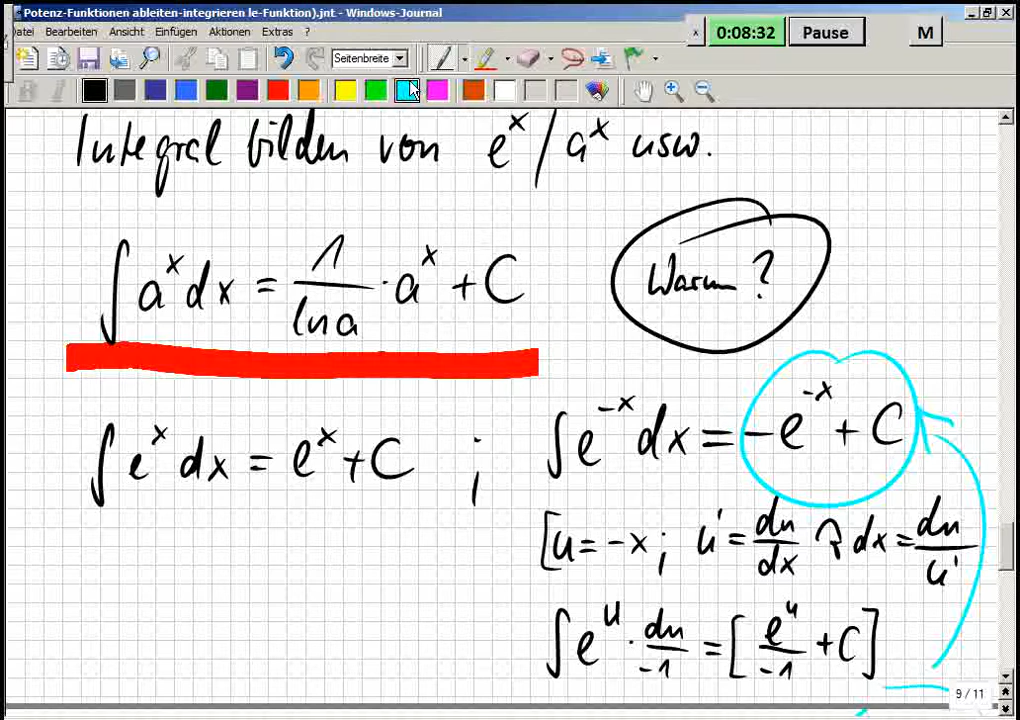 Potenz-Funktionen ableiten-integrieren le-Funktion).jnt - Windows-Journal
Datei Bearbeiten Ansicht Einfügen Aktionen Extras ?
x 0:08:32 Pause M
Seitenbreite
Integral bilden von e^x / a^x usw.
∫ a^x dx = 1/ln a · a^x + C
Warum?
∫ e^x dx = e^x + C ; ∫ e^-x dx = -e^-x + C
[u = -x; u' = du/dx ↷ dx = du/u'
∫ e^u · du/-1 = [e^u/-1 + C]
9 / 11